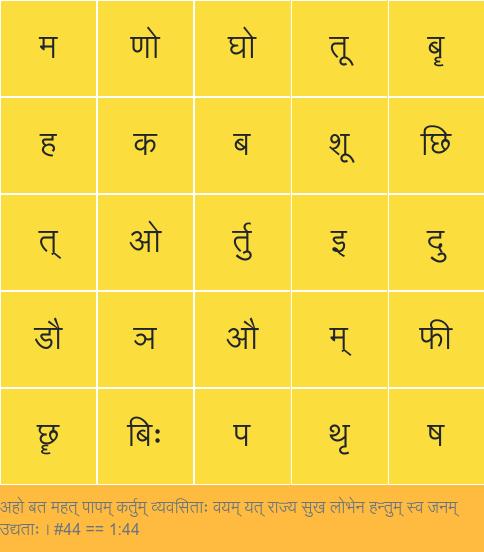 म णो घो तू बॄ
ह क ब शू छि
त् ओ र्तु इ दु
डौ ञ औ म् फी
छॄ बिः प थृ ष
अहो बत महत् पापम् कर्तुम् व्यवसिताः वयम् यत् राज्य सुख लोभेन हन्तुम् स्व जनम्
उद्यताः । #44 == 1:44